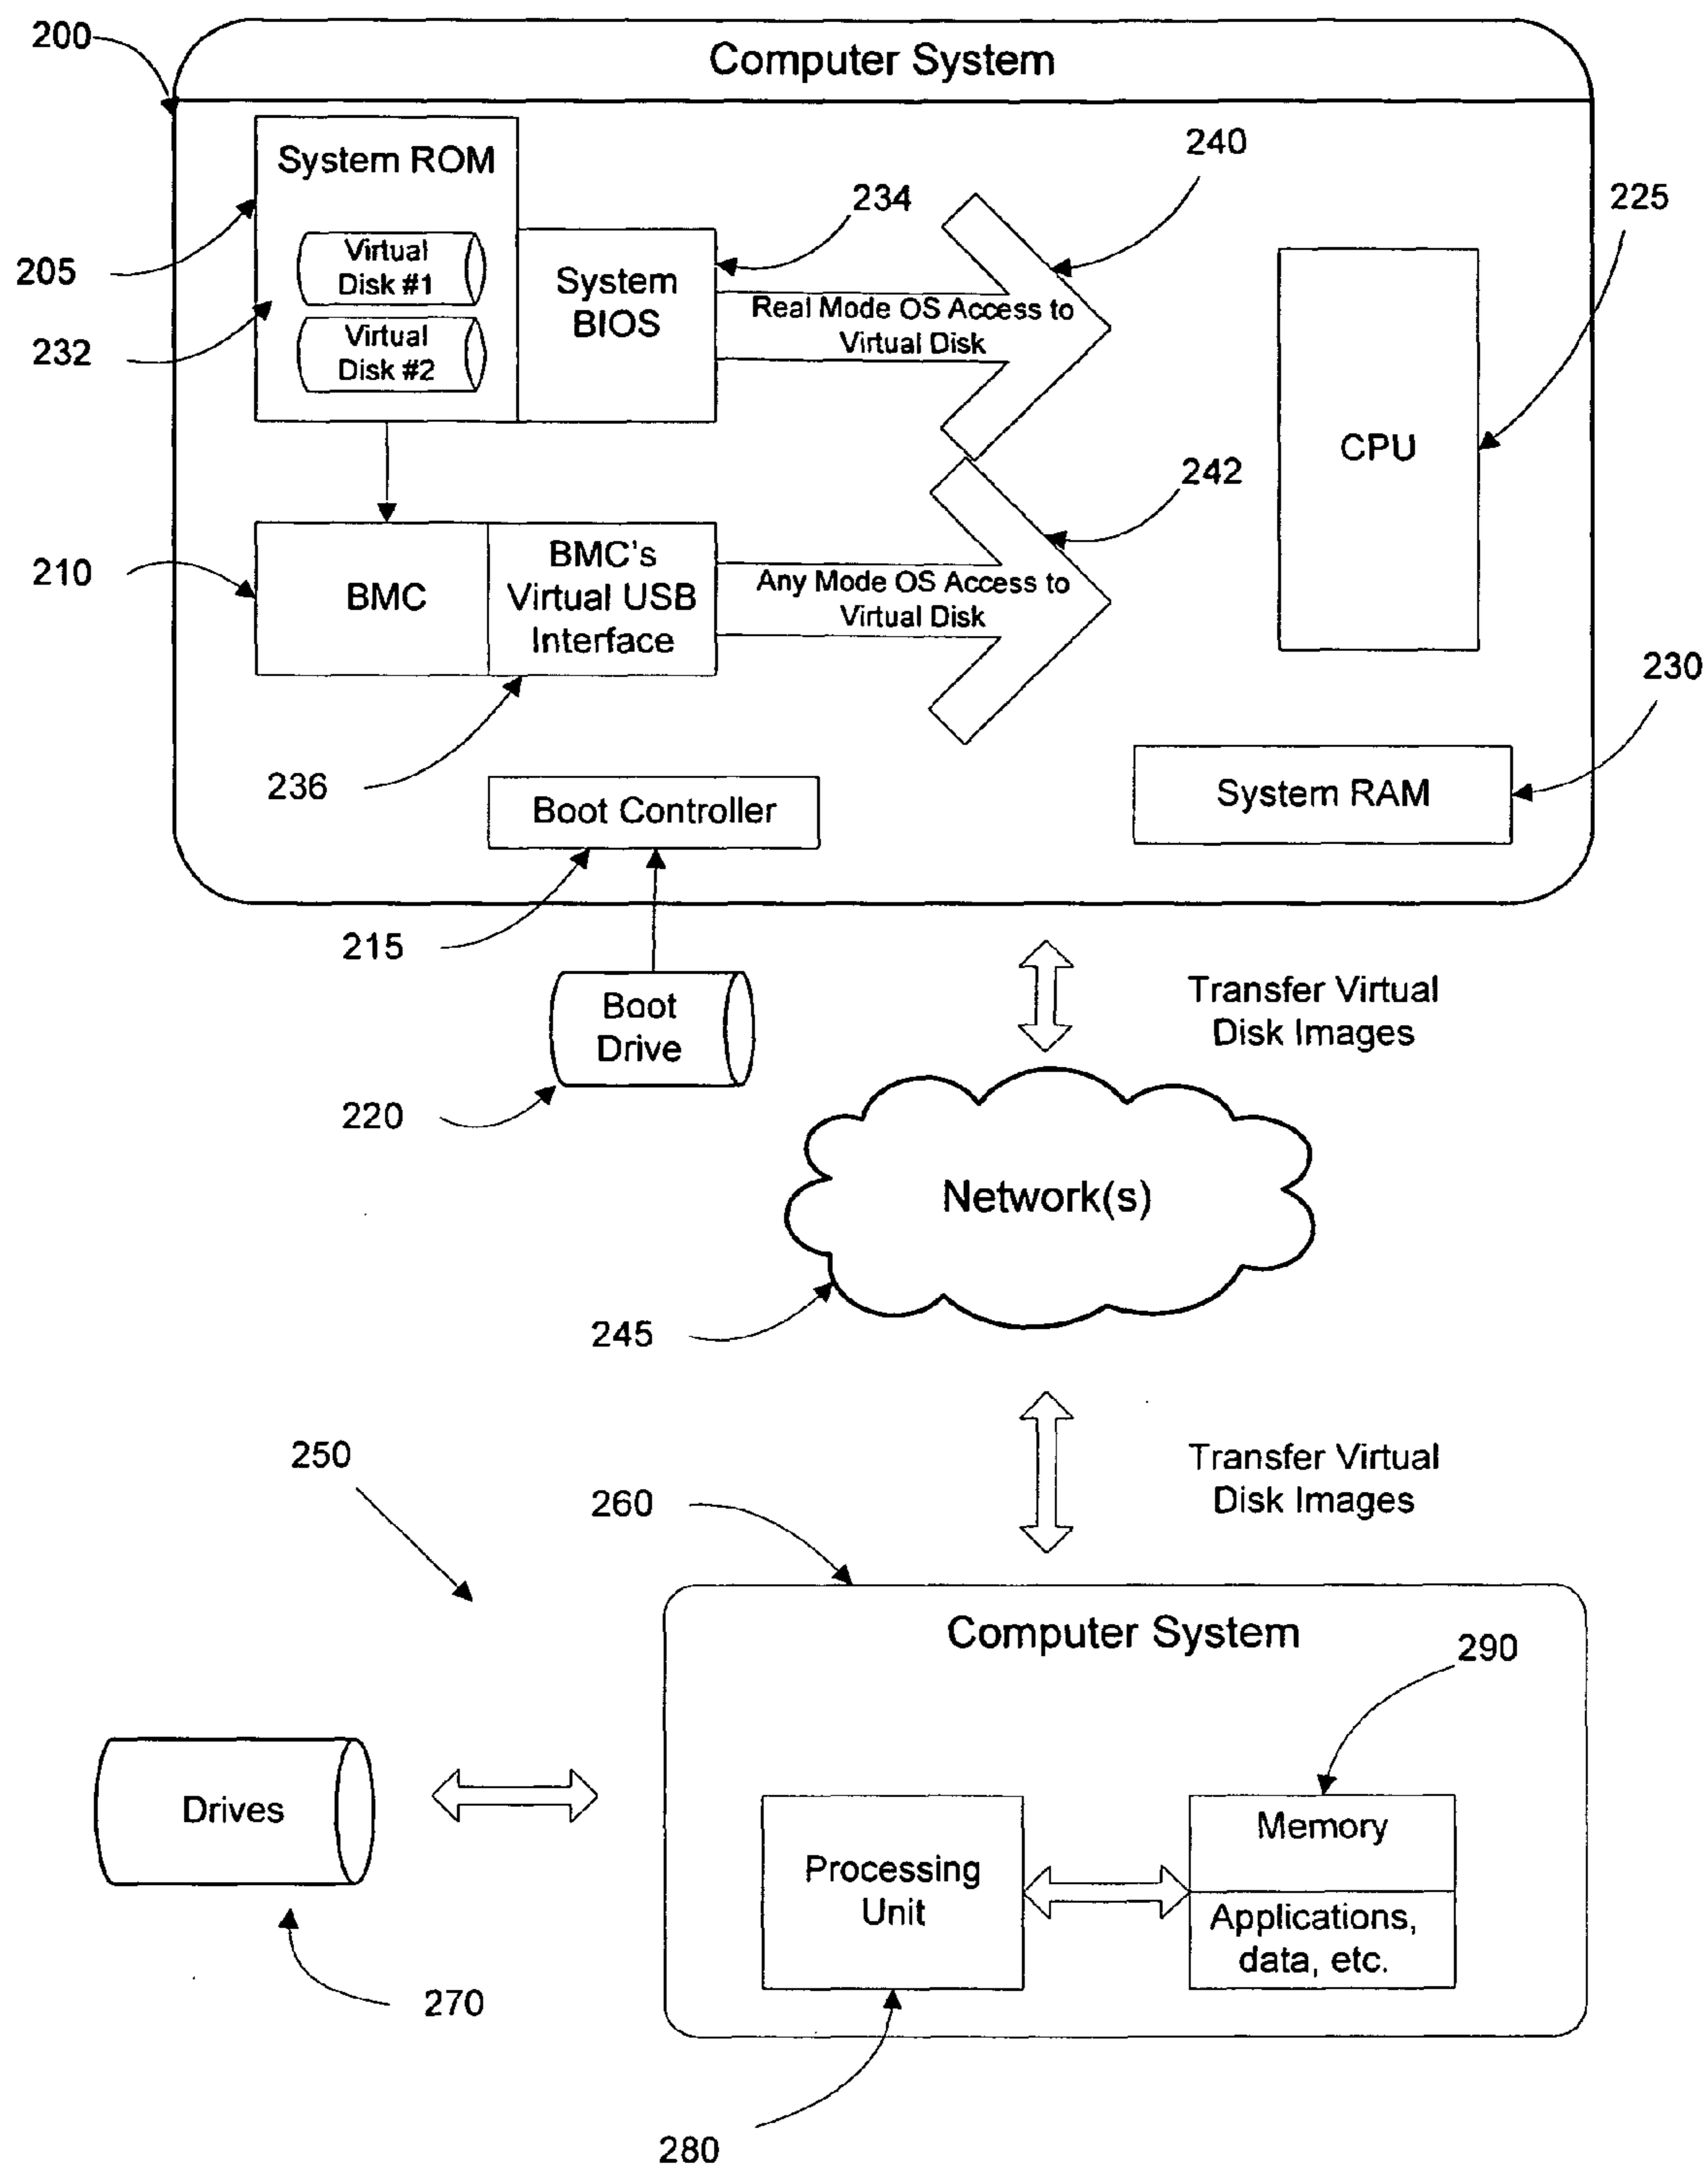 200
Computer System
240
System ROM
234
225
205
Virtual
Disk #1
System
BIOS
Real Mode OS Access to
Virtual Disk
232
Virtual
Disk #2
CPU
242
210
BMC
BMC's
Virtual USB
Interface
Any Mode OS Access to
Virtual Disk
230
236
Boot Controller
System RAM
215
Boot
Drive
Transfer Virtual
Disk Images
220
Network(s)
245
250
Transfer Virtual
Disk Images
260
Computer System
290
Drives
Processing
Unit
Memory
Applications,
data, etc.
270
280